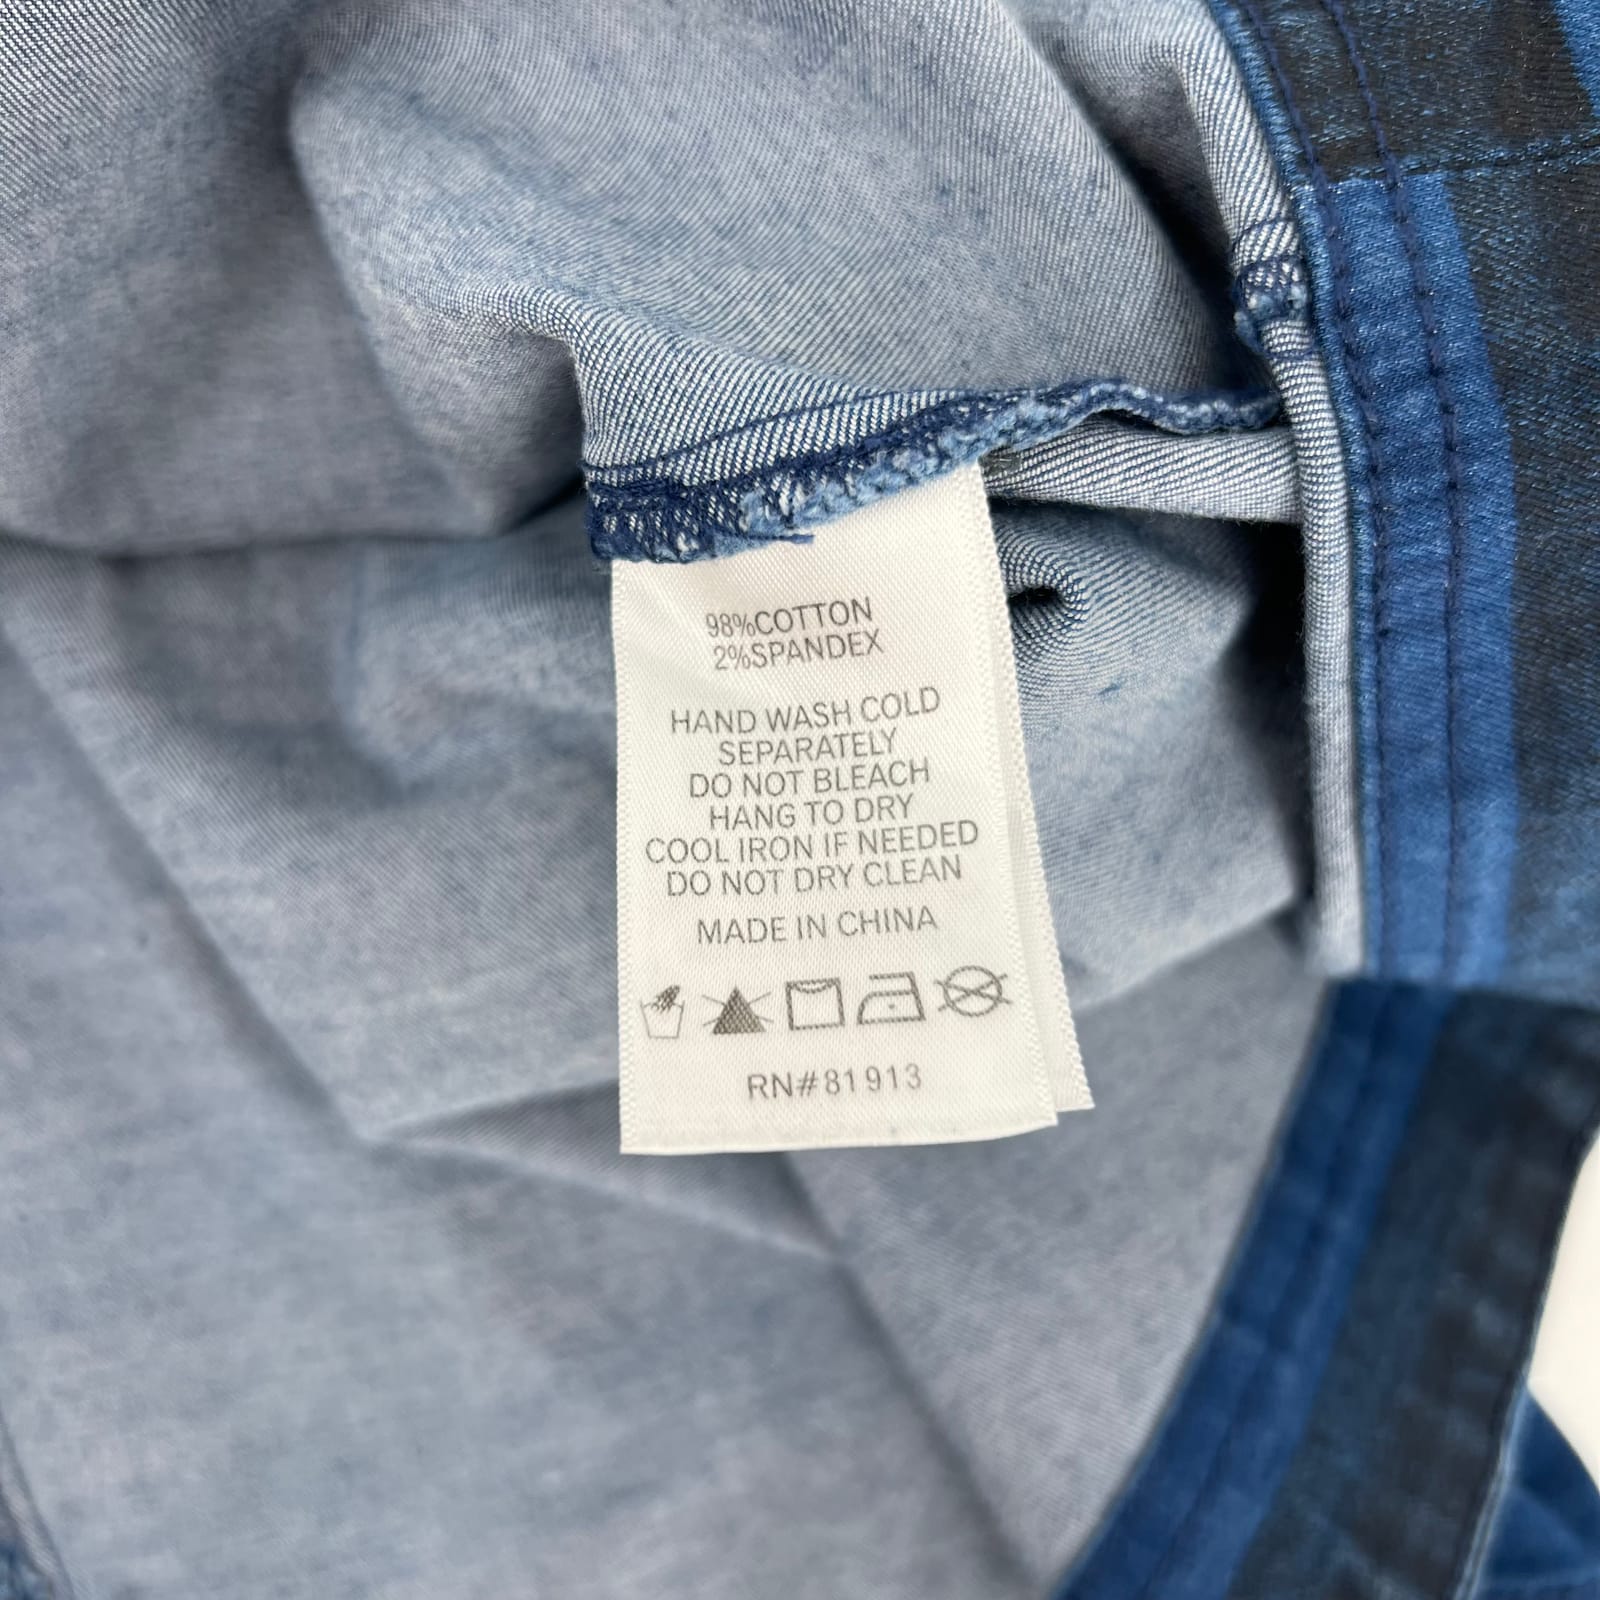 98%COTTON
2%SPANDEX
HAND WASH COLD
SEPARATELY
DO NOT BLEACH
HANG TO DRY
COOL IRON IF NEEDED
DO NOT DRY CLEAN
MADE IN CHINA
RN#81913